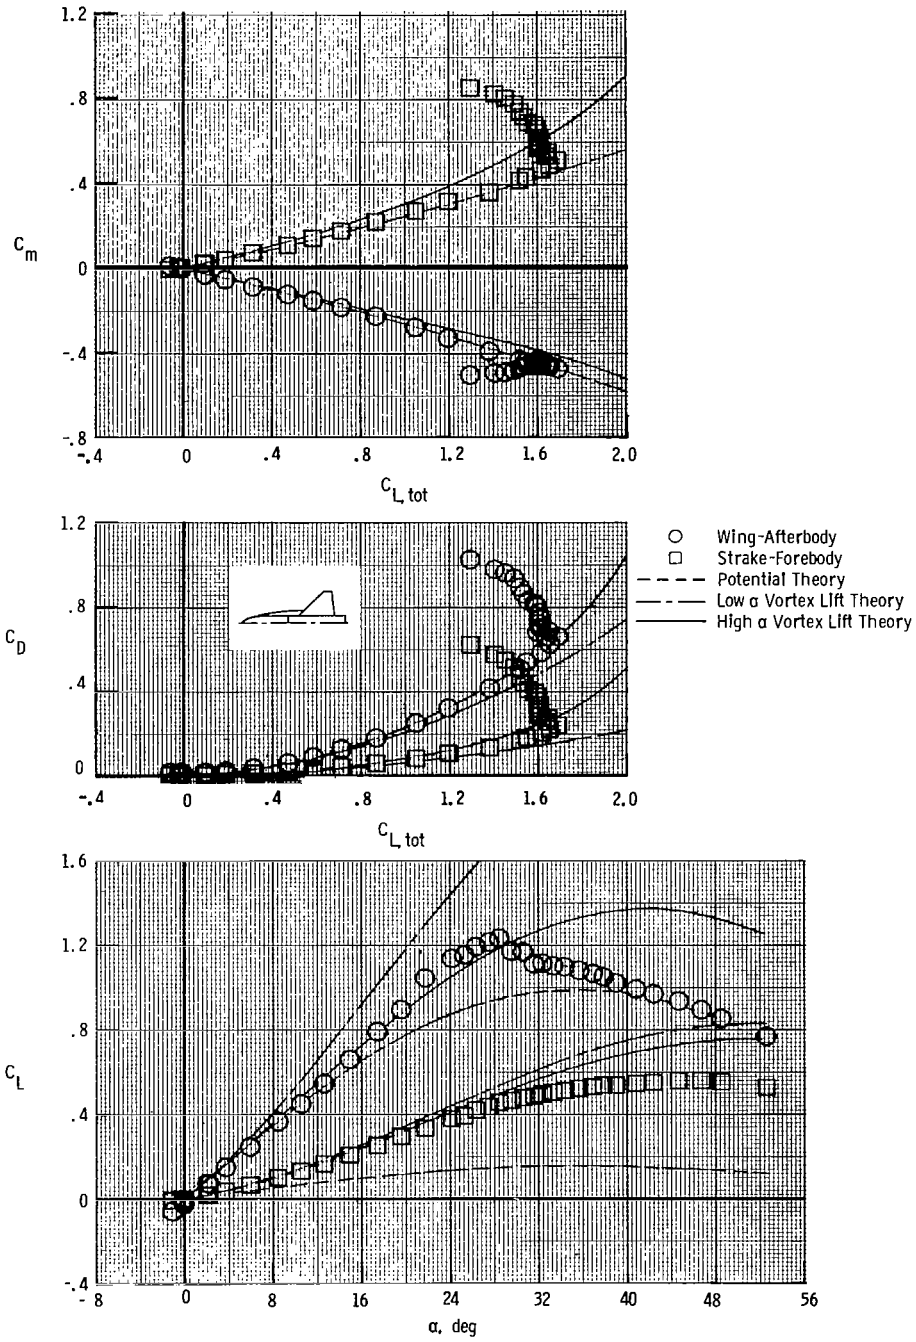 1.2
.8
.4
C_m
0
-.4
-.8
-.4 0 .4 .8 1.2 1.6 2.0
C_L,tot
1.2
.8
C_D
.4
0
-.4 0 .4 .8 1.2 1.6 2.0
C_L,tot
Wing-Afterbody
Strake-Forebody
Potential Theory
Low α Vortex Lift Theory
High α Vortex Lift Theory
1.6
1.2
.8
C_L
.4
0
-.4
-8 0 8 16 24 32 40 48 56
α, deg